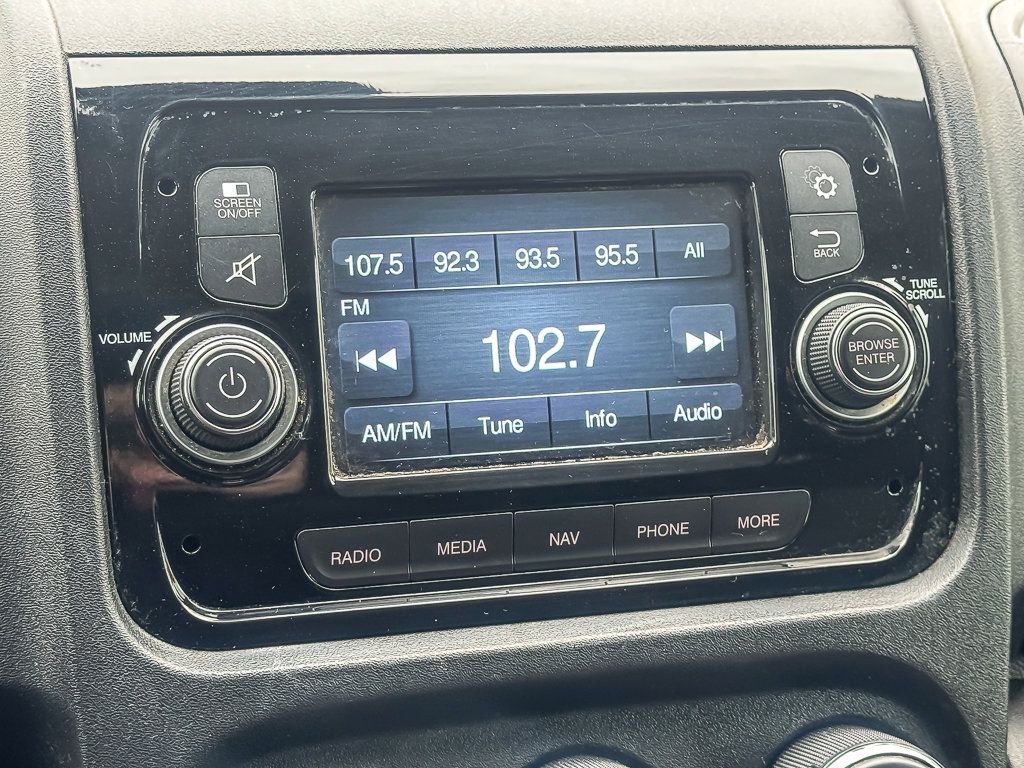 SCREEN
ON/OFF
BACK
VOLUME
TUNE
SCROLL
107.5 92.3 93.5 95.5 All
FM
102.7
BROWSE
ENTER
AM/FM Tune Info Audio
RADIO MEDIA NAV PHONE MORE